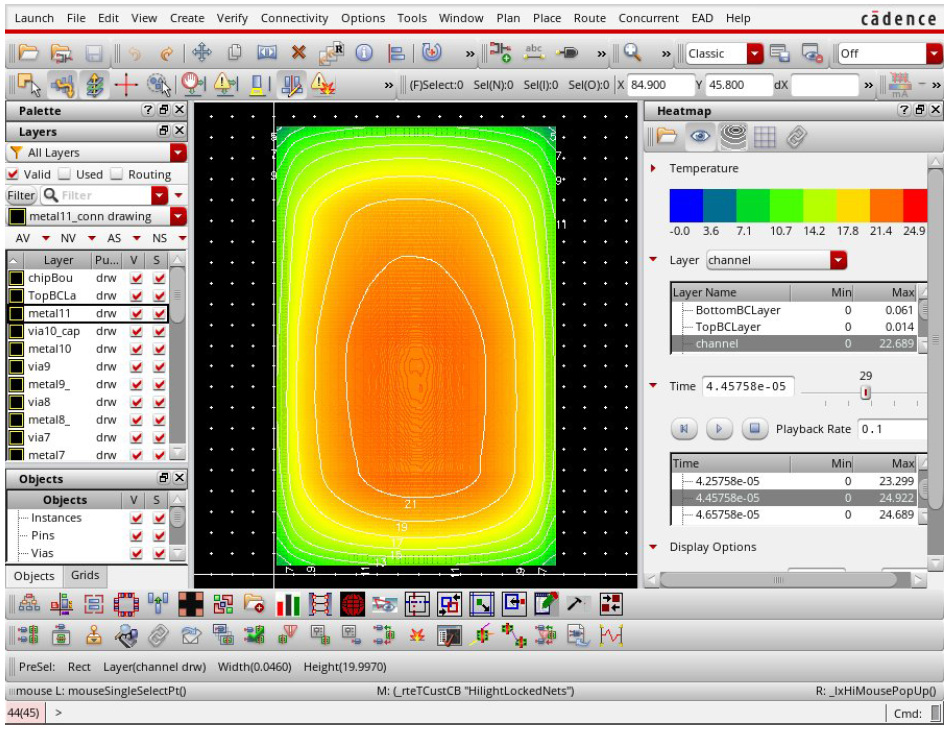 Launch File Edit View Create Verify Connectivity Options Tools Window Plan Place Route Concurrent EAD Help cādence
R » abc » » Classic Off
» (F)Select:0 Sel(N):0 Sel(I):0 Sel(O):0 X 84.900 Y 45.800 dX » mA »
Palette ? Heatmap ?
Layers
All Layers
Valid Used Routing
Filter Filter
metal11_conn drawing
AV NV AS NS
Layer Pu... V S
chipBou drw
TopBCLa drw
metal11 drw
via10_cap drw
metal10 drw
via9 drw
metal9_ drw
via8 drw
metal8_ drw
via7 drw
metal7 drw
Objects
Objects V S
Instances
Pins
Vias
Objects Grids
7
9
7
9
11
21
19
17
15
7 9 11 11 9 7
Temperature
-0.0 3.6 7.1 10.7 14.2 17.8 21.4 24.9
Layer channel
Layer Name Min Max
BottomBCLayer 0 0.061
TopBCLayer 0 0.014
channel 0 22.689
29
Time 4.45758e-05
Playback Rate 0.1
Time Min Max
4.25758e-05 0 23.299
4.45758e-05 0 24.922
4.65758e-05 0 24.689
Display Options
PreSel: Rect Layer(channel drw) Width(0.0460) Height(19.9970)
mouse L: mouseSingleSelectPt() M: (_rteTCustCB "HilightLockedNets") R: _lxHiMousePopUp()
44(45) > Cmd: